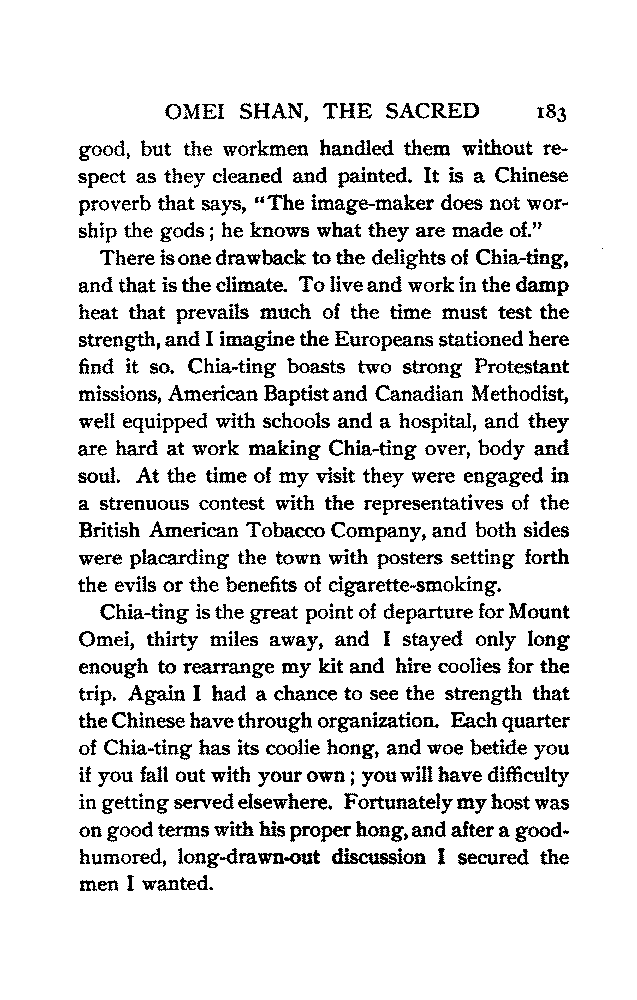 OMEI SHAN, THE SACRED 183
good, but the workmen handled them without re-
spect as they cleaned and painted. It is a Chinese
proverb that says, "The image-maker does not wor-
ship the gods; he knows what they are made of."
There is one drawback to the delights of Chia-ting,
and that is the climate. To live and work in the damp
heat that prevails much of the time must test the
strength, and I imagine the Europeans stationed here
find it so. Chia-ting boasts two strong Protestant
missions, American Baptist and Canadian Methodist,
well equipped with schools and a hospital, and they
are hard at work making Chia-ting over, body and
soul. At the time of my visit they were engaged in
a strenuous contest with the representatives of the
British American Tobacco Company, and both sides
were placarding the town with posters setting forth
the evils or the benefits of cigarette-smoking.
Chia-ting is the great point of departure for Mount
Omei, thirty miles away, and I stayed only long
enough to rearrange my kit and hire coolies for the
trip. Again I had a chance to see the strength that
the Chinese have through organization. Each quarter
of Chia-ting has its coolie hong, and woe betide you
if you fall out with your own; you will have difficulty
in getting served elsewhere. Fortunately my host was
on good terms with his proper hong, and after a good-
humored, long-drawn-out discussion I secured the
men I wanted.